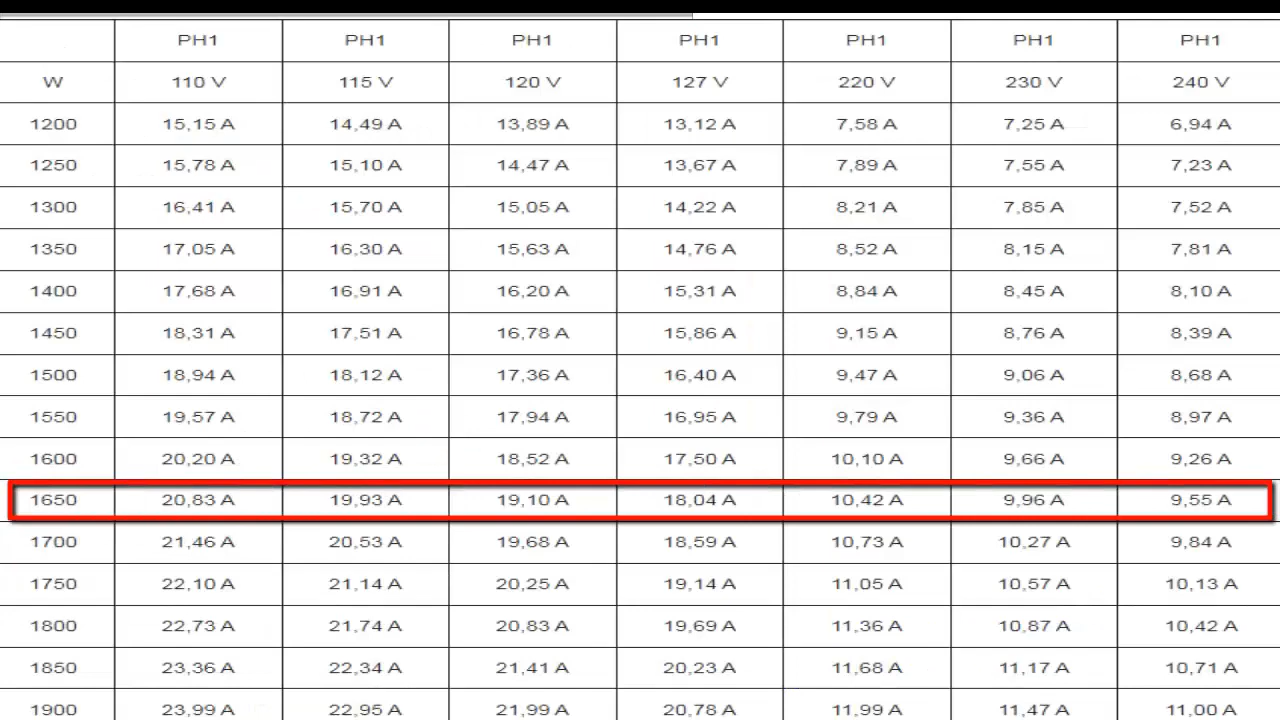 PH1 PH1 PH1 PH1 PH1 PH1 PH1
W 110 V 115 V 120 V 127 V 220 V 230 V 240 V
1200 15,15 A 14,49 A 13,89 A 13,12 A 7,58 A 7,25 A 6,94 A
1250 15,78 A 15,10 A 14,47 A 13,67 A 7,89 A 7,55 A 7,23 A
1300 16,41 A 15,70 A 15,05 A 14,22 A 8,21 A 7,85 A 7,52 A
1350 17,05 A 16,30 A 15,63 A 14,76 A 8,52 A 8,15 A 7,81 A
1400 17,68 A 16,91 A 16,20 A 15,31 A 8,84 A 8,45 A 8,10 A
1450 18,31 A 17,51 A 16,78 A 15,86 A 9,15 A 8,76 A 8,39 A
1500 18,94 A 18,12 A 17,36 A 16,40 A 9,47 A 9,06 A 8,68 A
1550 19,57 A 18,72 A 17,94 A 16,95 A 9,79 A 9,36 A 8,97 A
1600 20,20 A 19,32 A 18,52 A 17,50 A 10,10 A 9,66 A 9,26 A
1650 20,83 A 19,93 A 19,10 A 18,04 A 10,42 A 9,96 A 9,55 A
1700 21,46 A 20,53 A 19,68 A 18,59 A 10,73 A 10,27 A 9,84 A
1750 22,10 A 21,14 A 20,25 A 19,14 A 11,05 A 10,57 A 10,13 A
1800 22,73 A 21,74 A 20,83 A 19,69 A 11,36 A 10,87 A 10,42 A
1850 23,36 A 22,34 A 21,41 A 20,23 A 11,68 A 11,17 A 10,71 A
1900 23,99 A 22,95 A 21,99 A 20,78 A 11,99 A 11,47 A 11,00 A